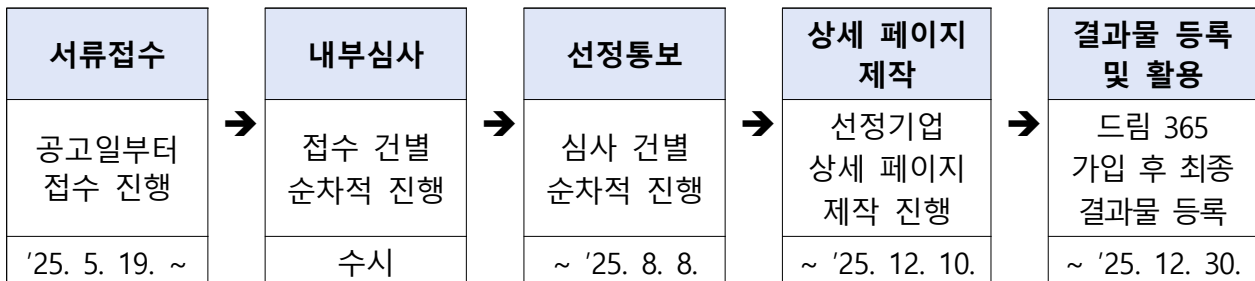 서류접수
공고일부터
접수 진행
'25. 5. 19. ~
➔
내부심사
접수 건별
순차적 진행
수시
➔
선정통보
심사 건별
순차적 진행
~ '25. 8. 8.
➔
상세 페이지
제작
선정기업
상세 페이지
제작 진행
~ '25. 12. 10.
➔
결과물 등록
및 활용
드림 365
가입 후 최종
결과물 등록
~ '25. 12. 30.